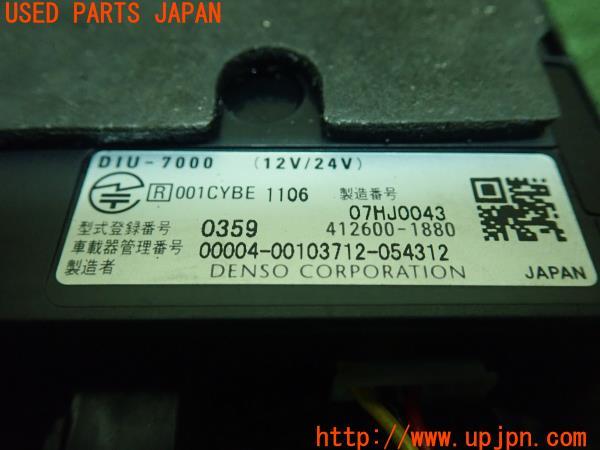 USED PARTS JAPAN
DIU-7000 (12V/24V)
R 001CYBE 1106 製造番号
07HJ0043
型式登録番号 0359 412600-1880
車載器管理番号 00004-00103712-054312
製造者 DENSO CORPORATION JAPAN
www.upjpn.com